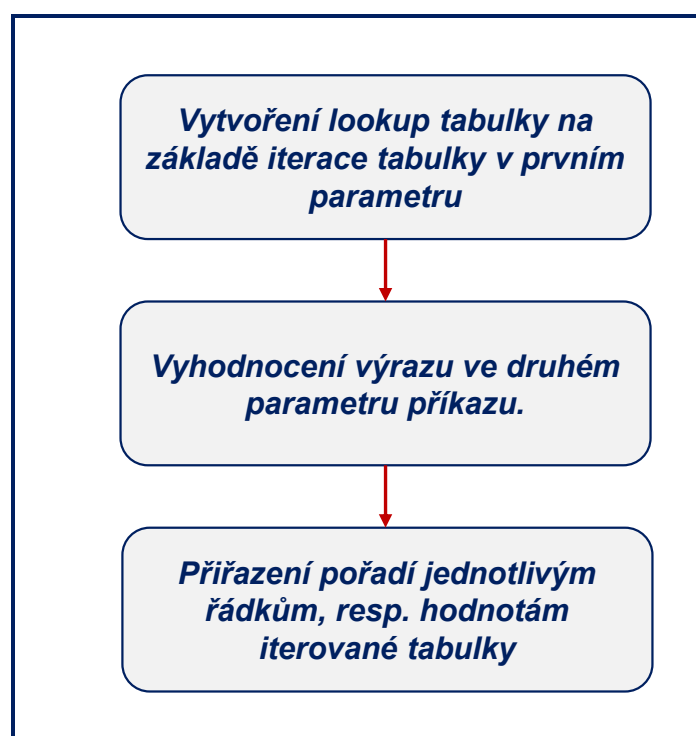 Vytvoření lookup tabulky na
základě iterace tabulky v prvním
parametru
Vyhodnocení výrazu ve druhém
parametru příkazu.
Přiřazení pořadí jednotlivým
řádkům, resp. hodnotám
iterované tabulky